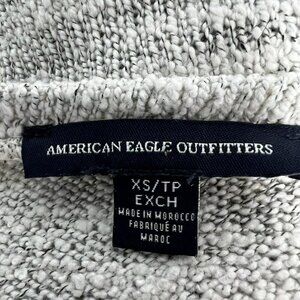 AMERICAN EAGLE OUTFITTERS
XS/TP
EXCH
MADE IN MOROCCO
FABRIQUÉ AU
MAROC